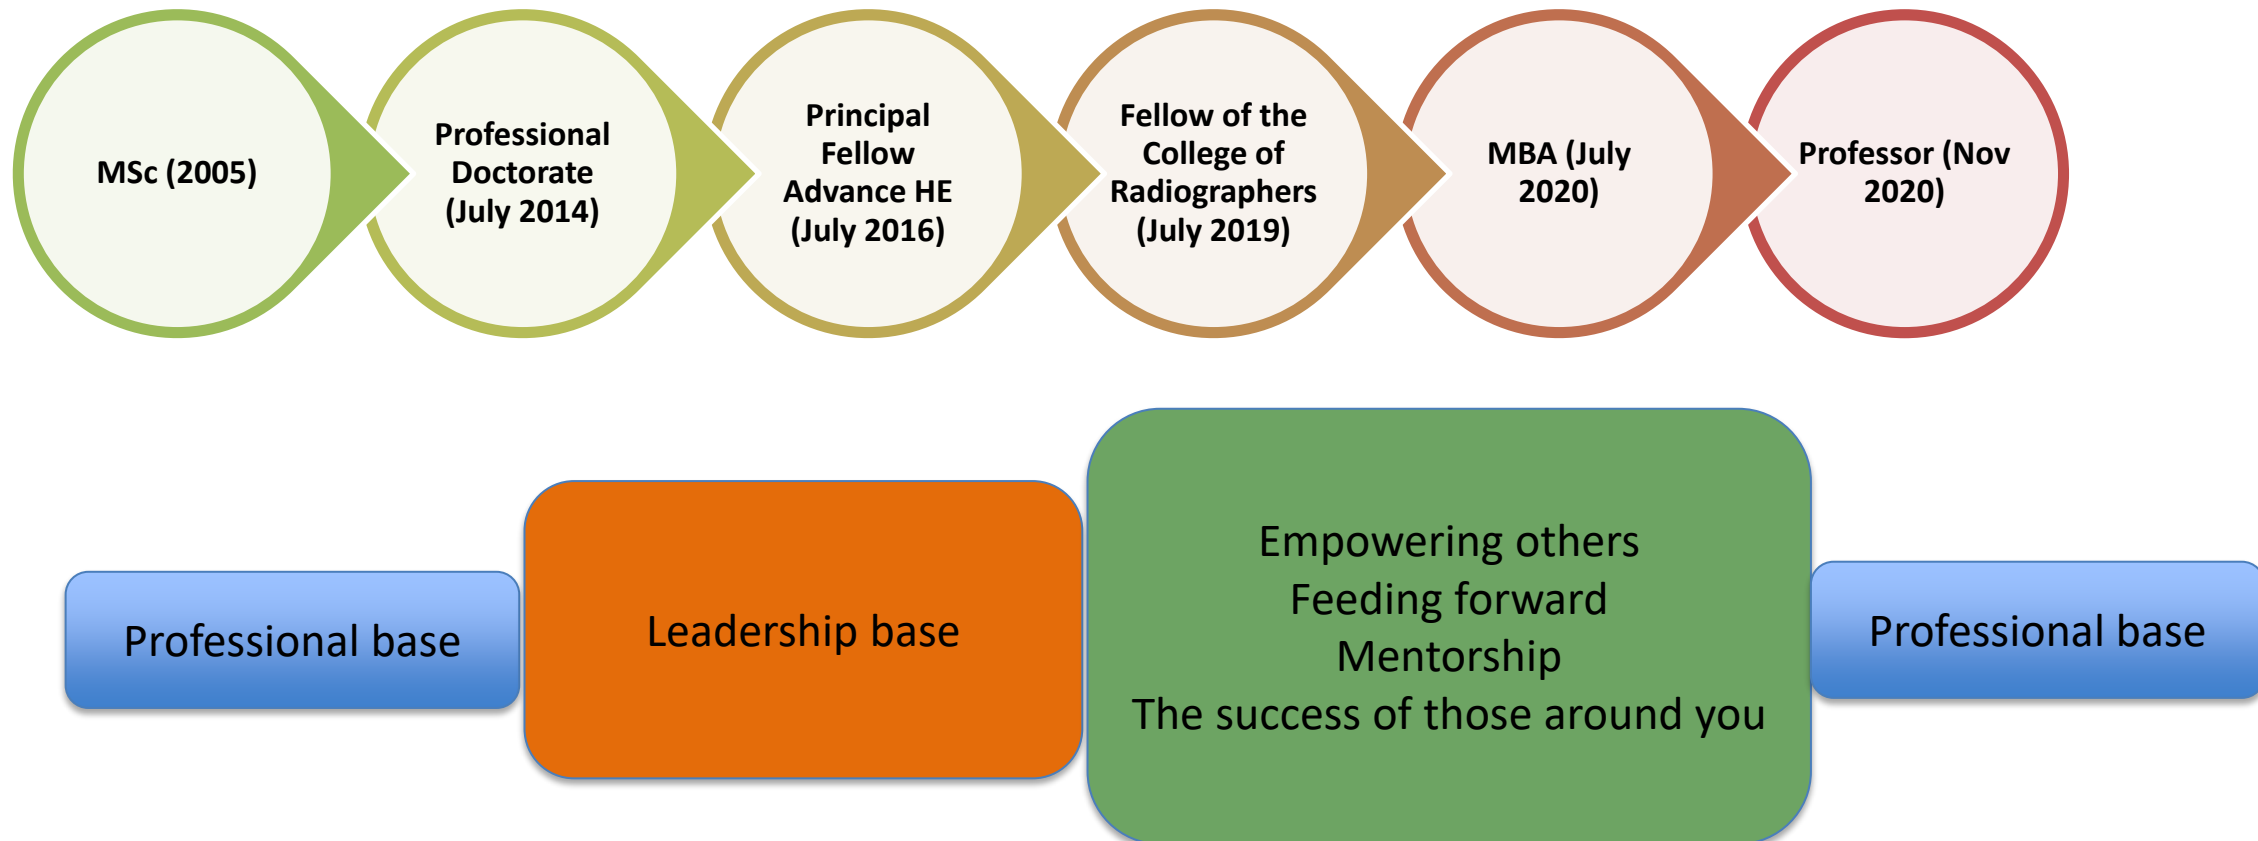 MSc (2005)
Professional
Doctorate
(July 2014)
Principal
Fellow
Advance HE
(July 2016)
Fellow of the
College of
Radiographers
(July 2019)
MBA (July
2020)
Professor (Nov
2020)
Professional base
Leadership base
Empowering others
Feeding forward
Mentorship
The success of those around you
Professional base